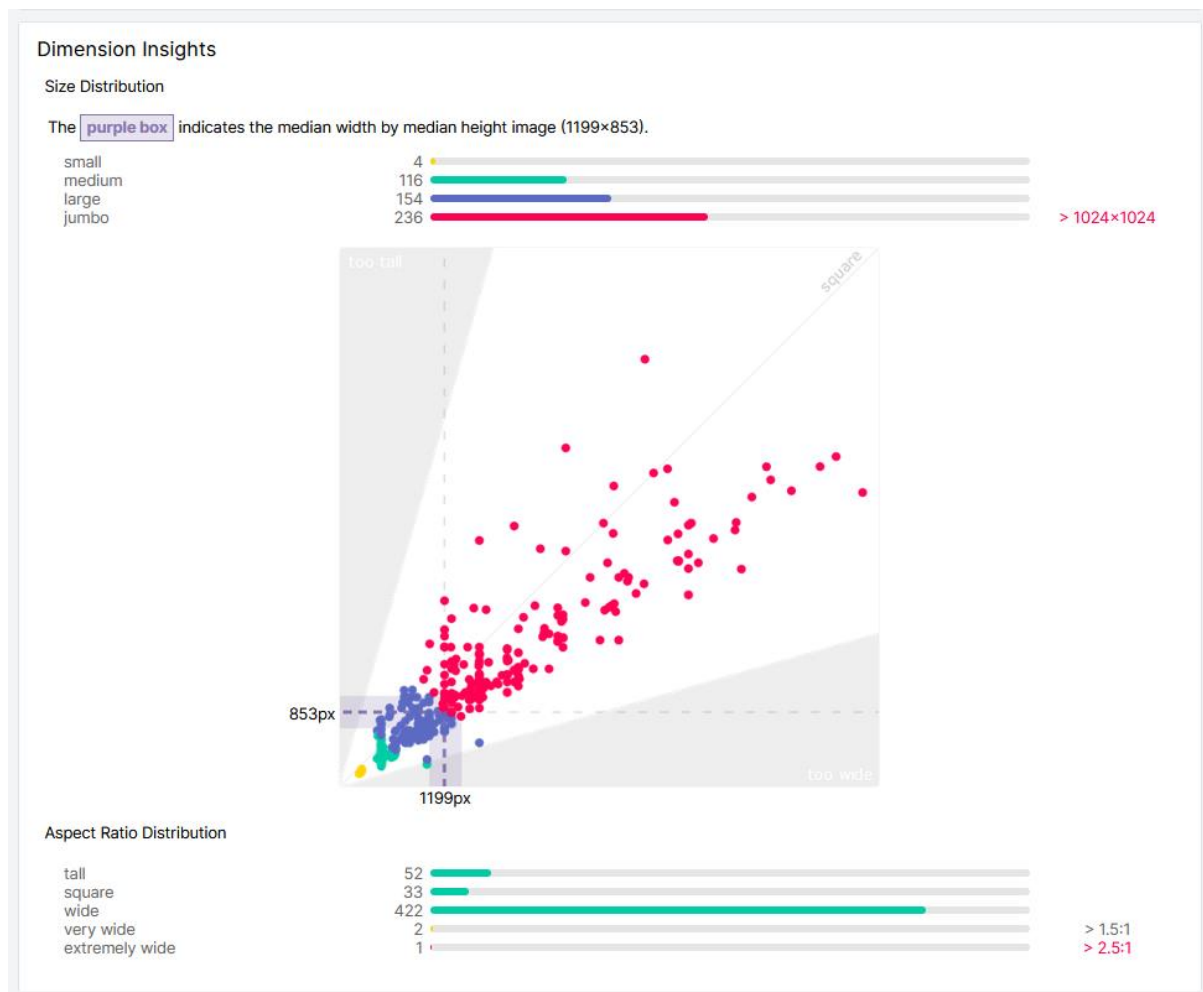 Dimension Insights
Size Distribution
The purple box indicates the median width by median height image (1199×853).
small 4
medium 116
large 154
jumbo 236 > 1024×1024
too tall
square
853px
too wide
1199px
Aspect Ratio Distribution
tall 52
square 33
wide 422
very wide 2 > 1.5:1
extremely wide 1 > 2.5:1